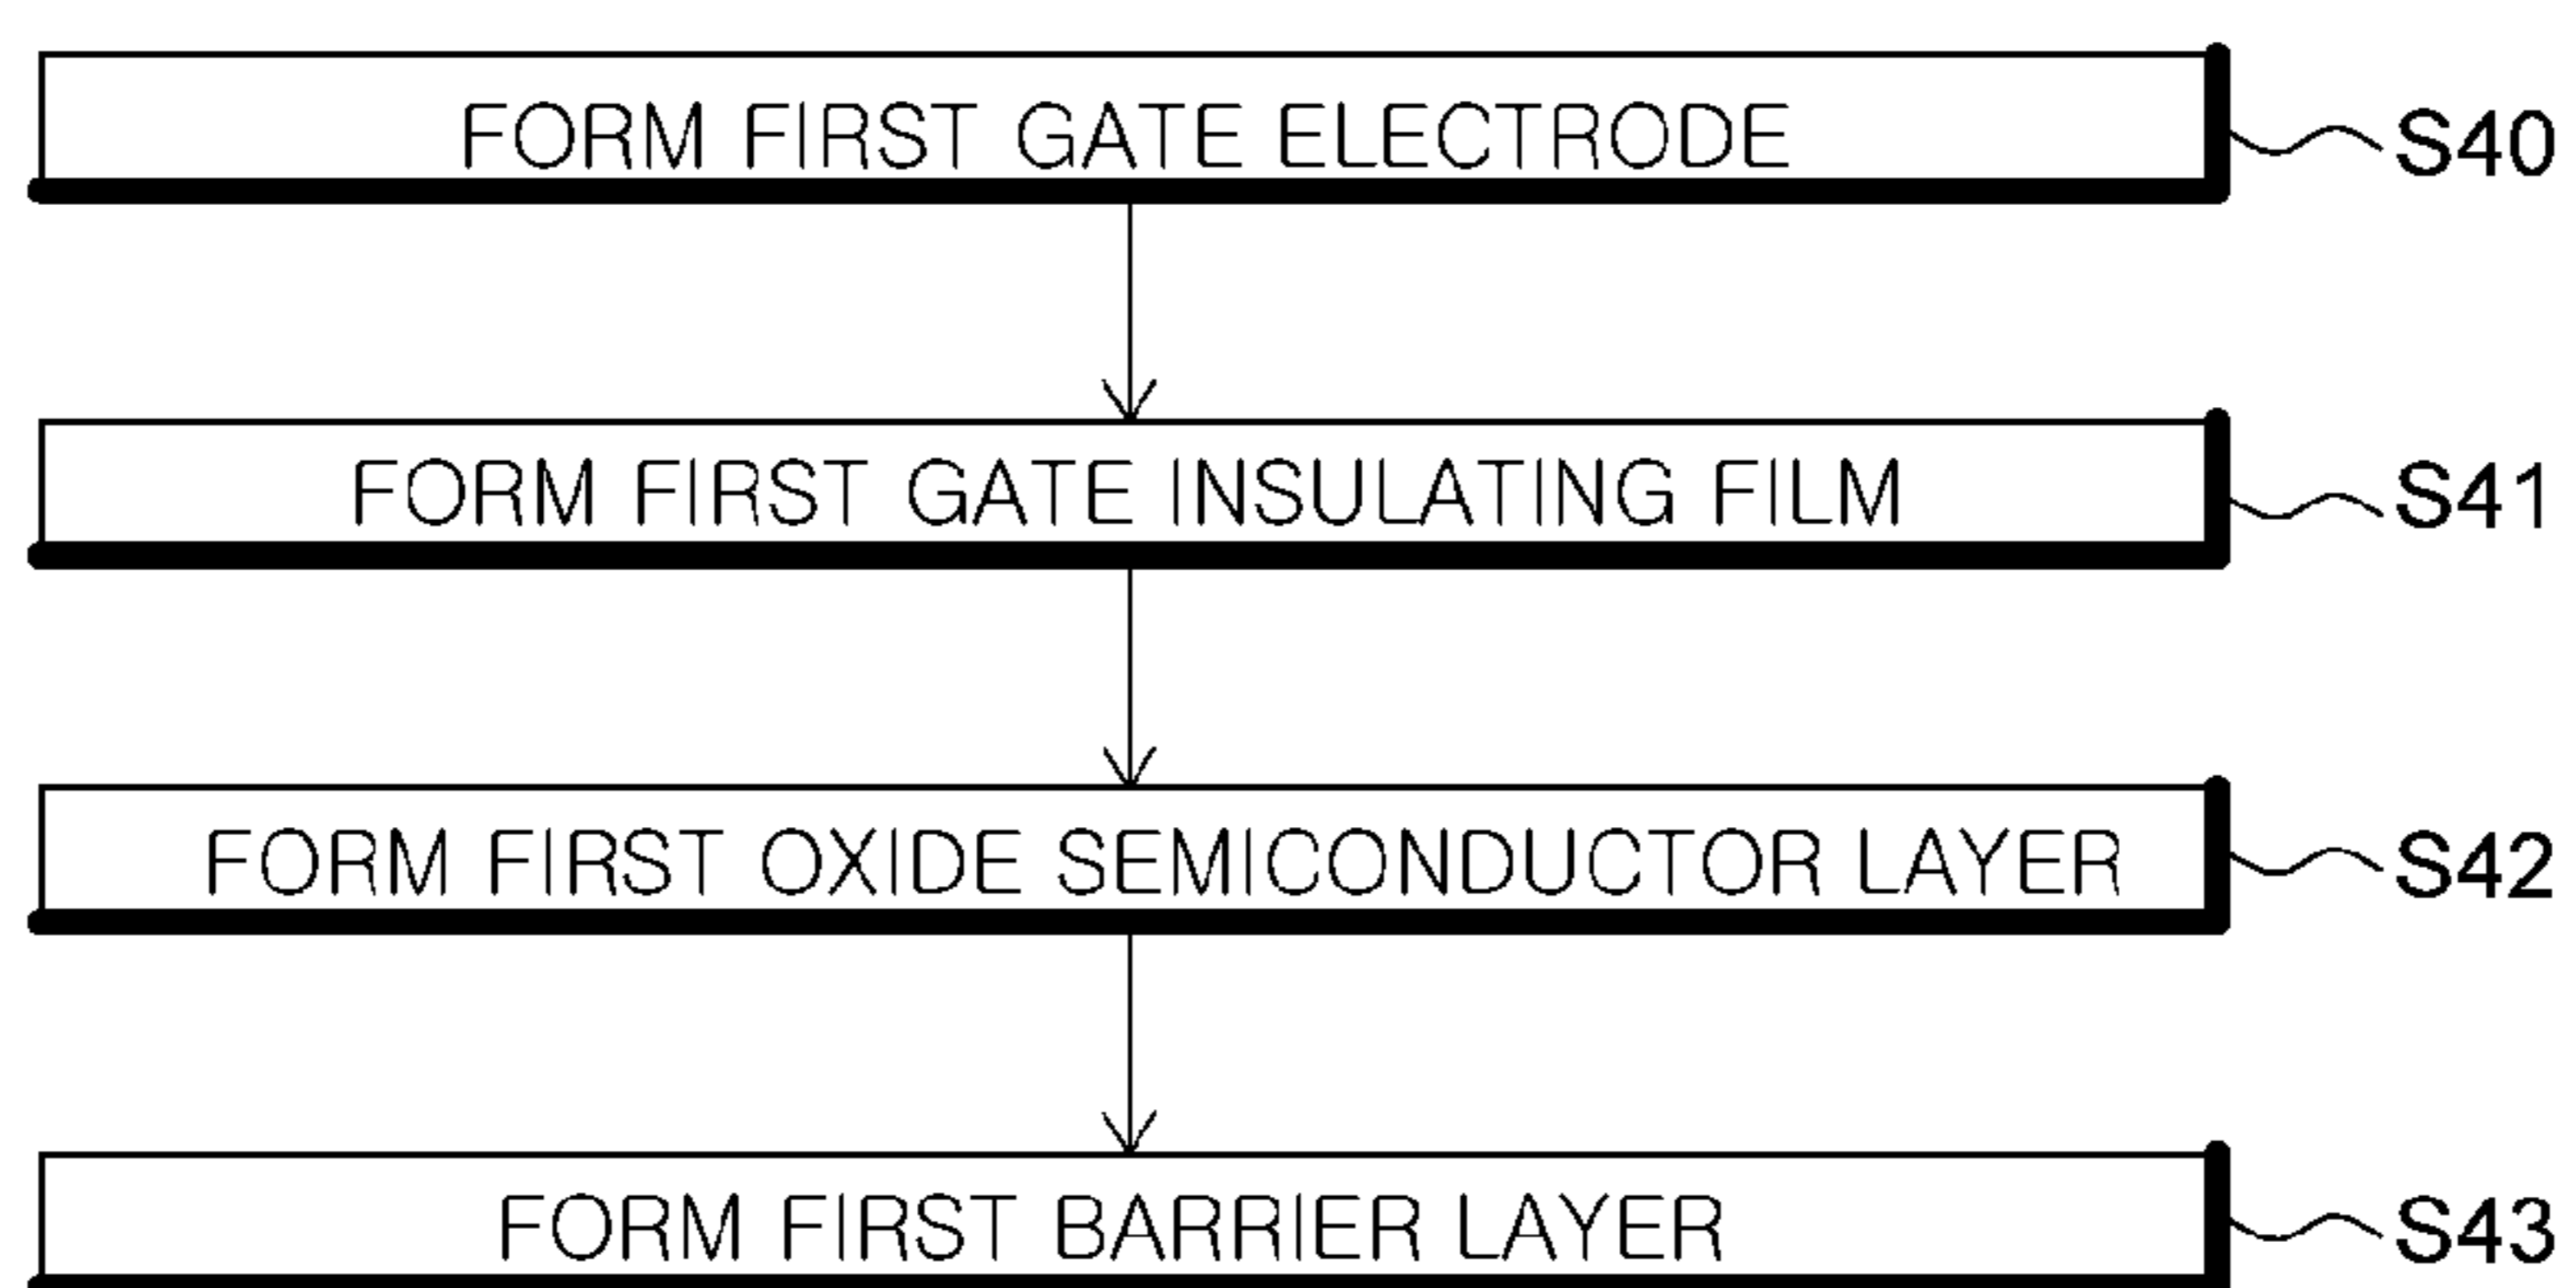 FORM FIRST GATE ELECTRODE S40
FORM FIRST GATE INSULATING FILM S41
FORM FIRST OXIDE SEMICONDUCTOR LAYER S42
FORM FIRST BARRIER LAYER S43